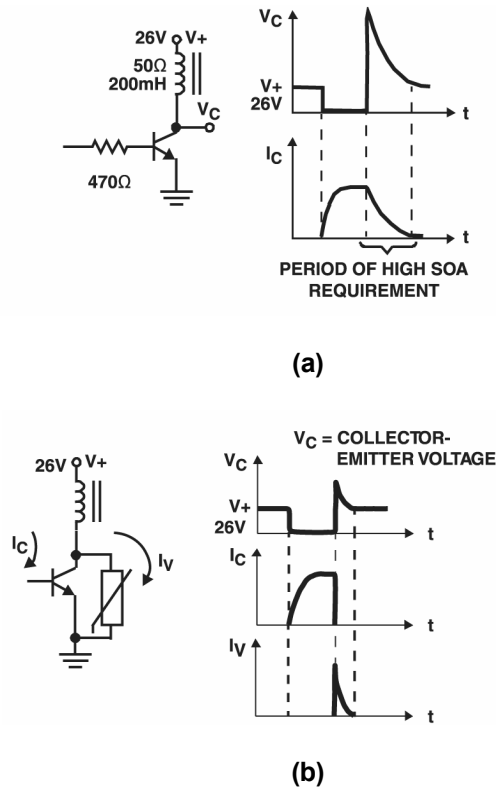 26V V+
50Ω
200mH
VC
470Ω
VC
V+
26V
t
IC
t
PERIOD OF HIGH SOA
REQUIREMENT
(a)
26V V+
IC
IV
VC = COLLECTOR-
EMITTER VOLTAGE
VC
V+
26V
t
IC
t
IV
t
(b)